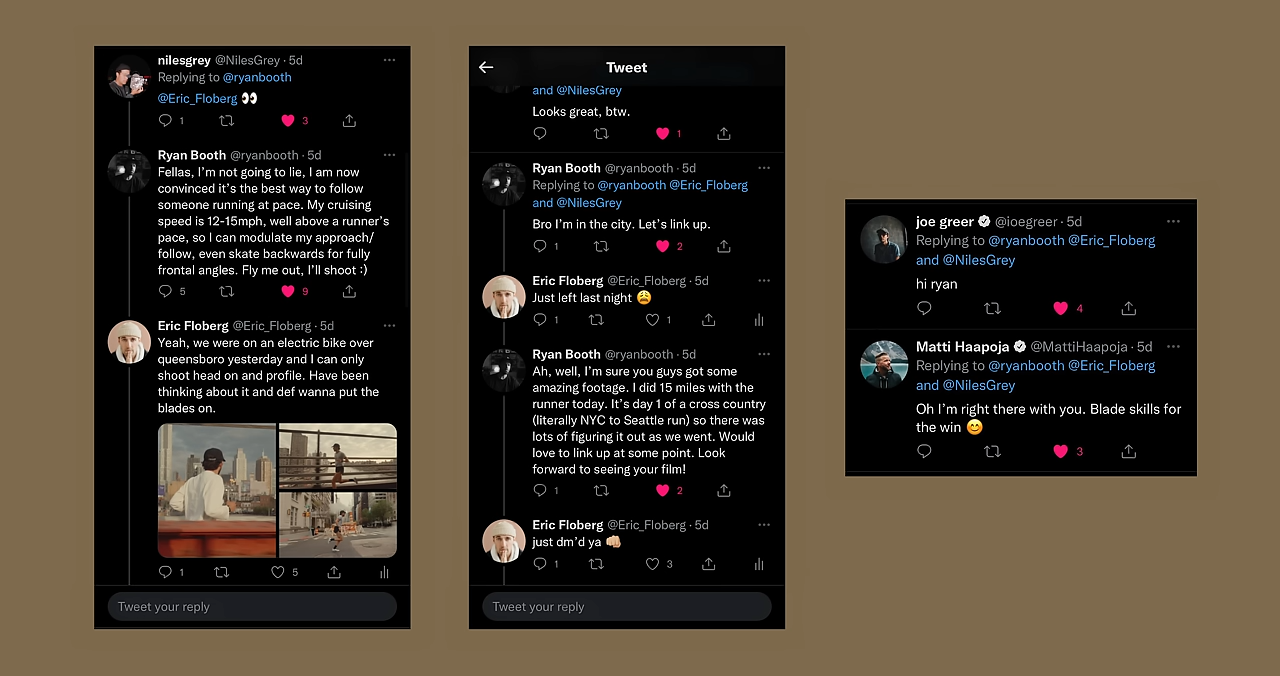 nilesgrey @NilesGrey · 5d
Replying to @ryanbooth
@Eric_Floberg 👀
1 3
Ryan Booth @ryanbooth · 5d
Fellas, I'm not going to lie, I am now
convinced it's the best way to follow
someone running at pace. My cruising
speed is 12-15mph, well above a runner's
pace, so I can modulate my approach/
follow, even skate backwards for fully
frontal angles. Fly me out, I'll shoot :)
5 9
Eric Floberg @Eric_Floberg · 5d
Yeah, we were on an electric bike over
queensboro yesterday and I can only
shoot head on and profile. Have been
thinking about it and def wanna put the
blades on.
1 5
Tweet your reply
Tweet
and @NilesGrey
Looks great, btw.
1
Ryan Booth @ryanbooth · 5d
Replying to @ryanbooth @Eric_Floberg
and @NilesGrey
Bro I'm in the city. Let's link up.
1 2
Eric Floberg @Eric_Floberg · 5d
Just left last night 😩
1 1
Ryan Booth @ryanbooth · 5d
Ah, well, I'm sure you guys got some
amazing footage. I did 15 miles with the
runner today. It's day 1 of a cross country
(literally NYC to Seattle run) so there was
lots of figuring it out as we went. Would
love to link up at some point. Look
forward to seeing your film!
1 2
Eric Floberg @Eric_Floberg · 5d
just dm'd ya 👊🏼
1 3
Tweet your reply
joe greer @ioegreer · 5d
Replying to @ryanbooth @Eric_Floberg
and @NilesGrey
hi ryan
4
Matti Haapoja @MattiHaapoja · 5d
Replying to @ryanbooth @Eric_Floberg
and @NilesGrey
Oh I'm right there with you. Blade skills for
the win 😊
3